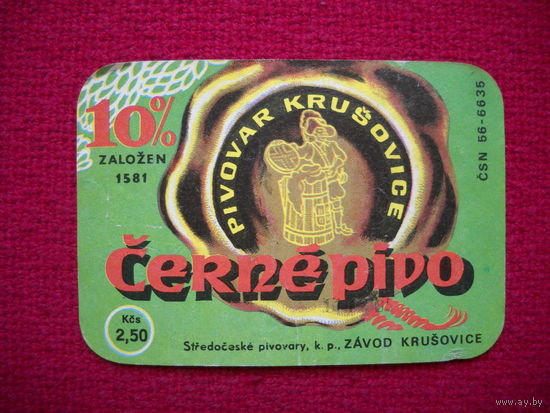 10%
ZALOŽEN
1581
PIVOVAR KRUŠOVICE
ČSN 56-6635
Černé pivo
Kčs
2,50
Středočeské pivovary, k. p., ZÁVOD KRUŠOVICE
www.ay.by